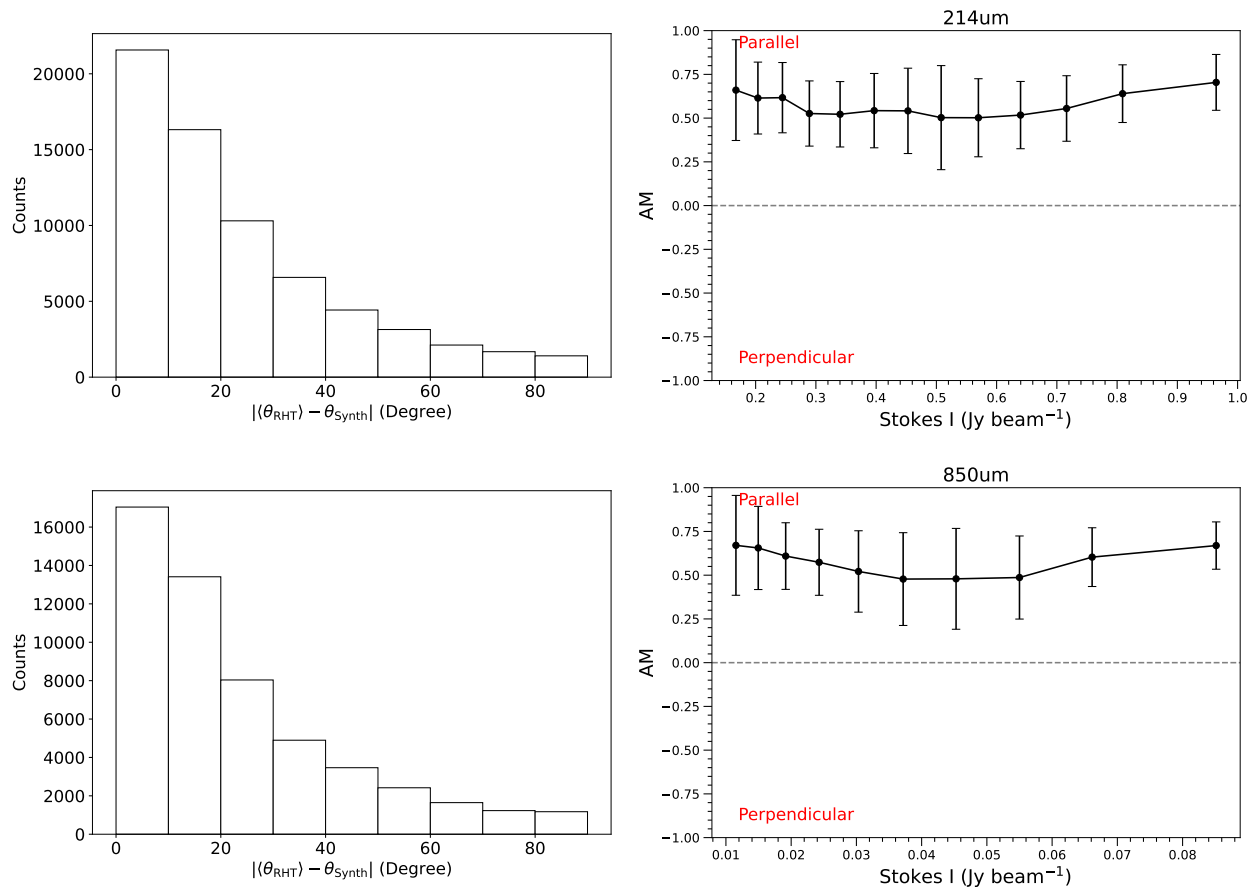 20000
15000
10000
5000
0
Counts
0 20 40 60 80
|⟨θRHT⟩ − θSynth| (Degree)
214um
Parallel
1.00
0.75
0.50
0.25
0.00
−0.25
−0.50
−0.75
−1.00
AM
Perpendicular
0.2 0.3 0.4 0.5 0.6 0.7 0.8 0.9 1.0
Stokes I (Jy beam⁻¹)
16000
14000
12000
10000
8000
6000
4000
2000
0
Counts
0 20 40 60 80
|⟨θRHT⟩ − θSynth| (Degree)
850um
Parallel
1.00
0.75
0.50
0.25
0.00
−0.25
−0.50
−0.75
−1.00
AM
Perpendicular
0.01 0.02 0.03 0.04 0.05 0.06 0.07 0.08
Stokes I (Jy beam⁻¹)